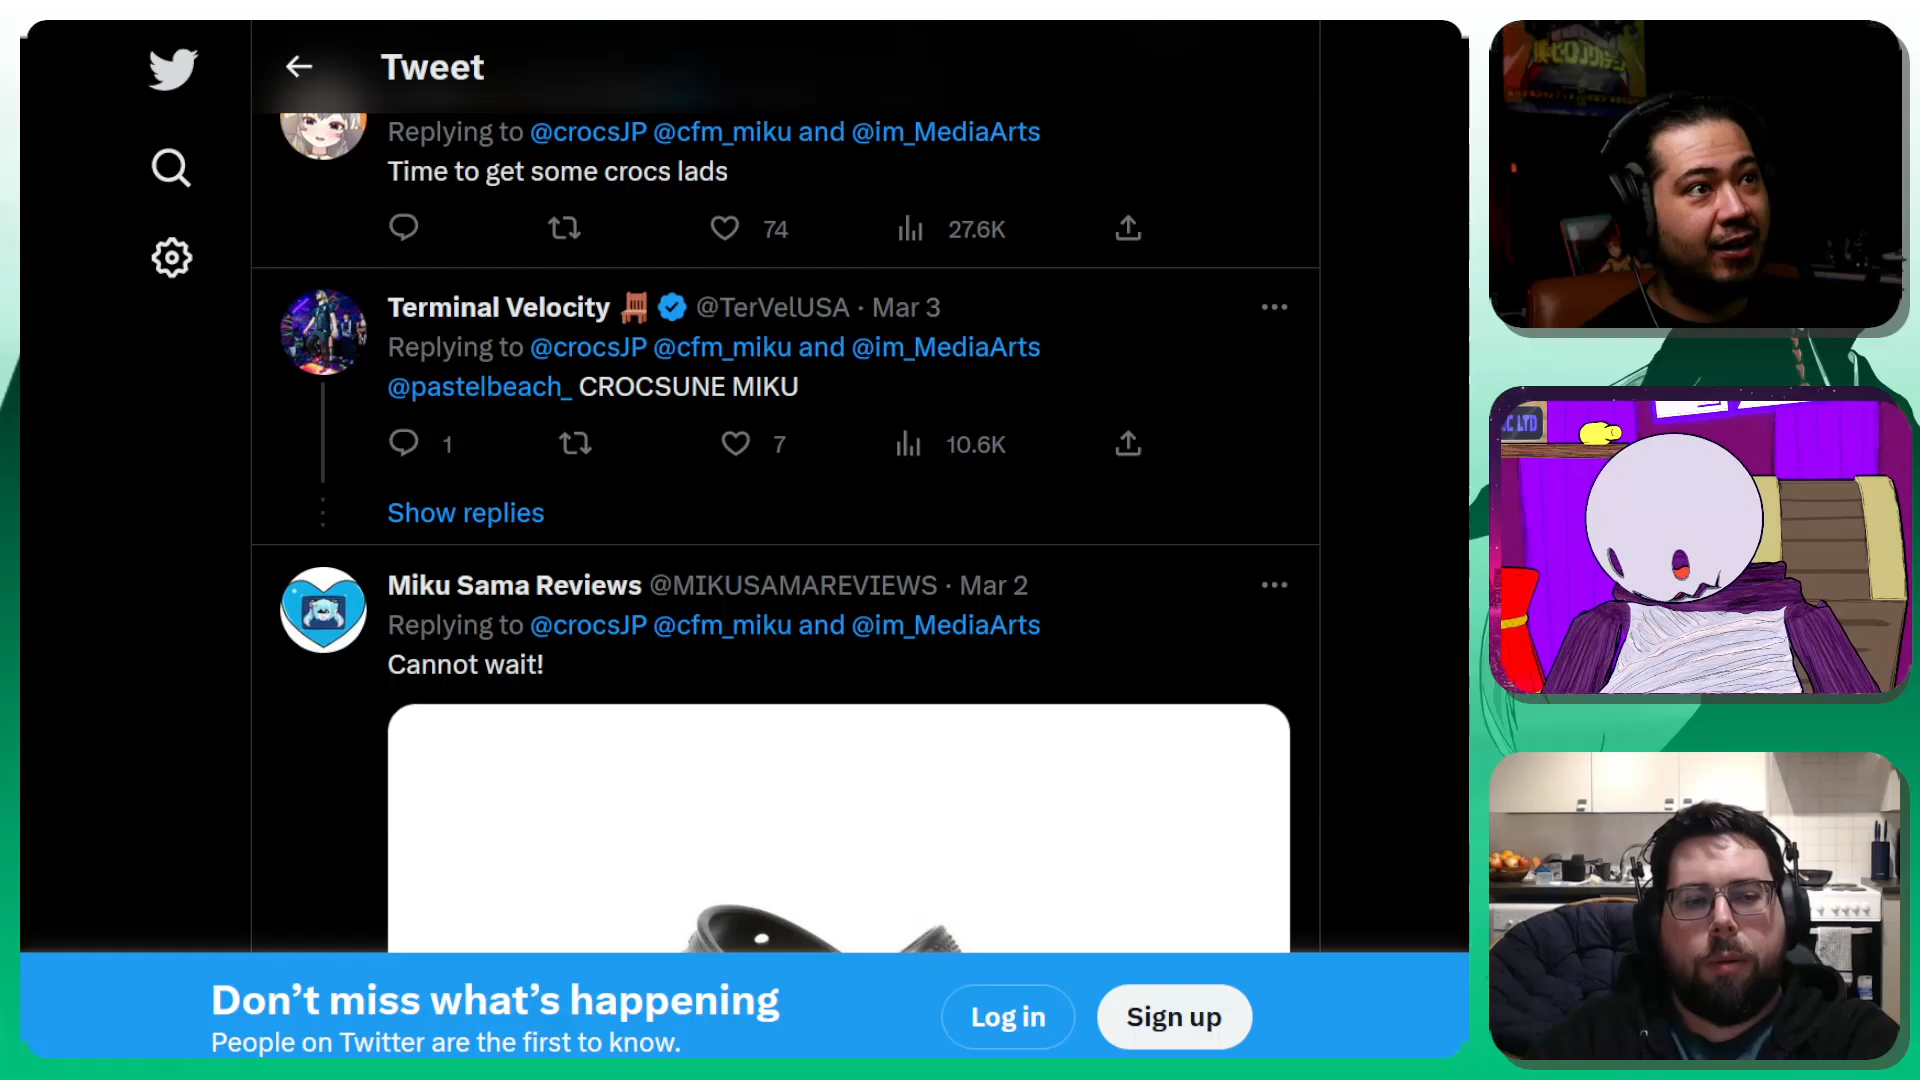 Tweet
Replying to @crocsJP @cfm_miku and @im_MediaArts
Time to get some crocs lads
74 27.6K
Terminal Velocity @TerVelUSA · Mar 3
Replying to @crocsJP @cfm_miku and @im_MediaArts
@pastelbeach_ CROCSUNE MIKU
1 7 10.6K
Show replies
Miku Sama Reviews @MIKUSAMAREVIEWS · Mar 2
Replying to @crocsJP @cfm_miku and @im_MediaArts
Cannot wait!
Don't miss what's happening
People on Twitter are the first to know.
Log in
Sign up
LTD